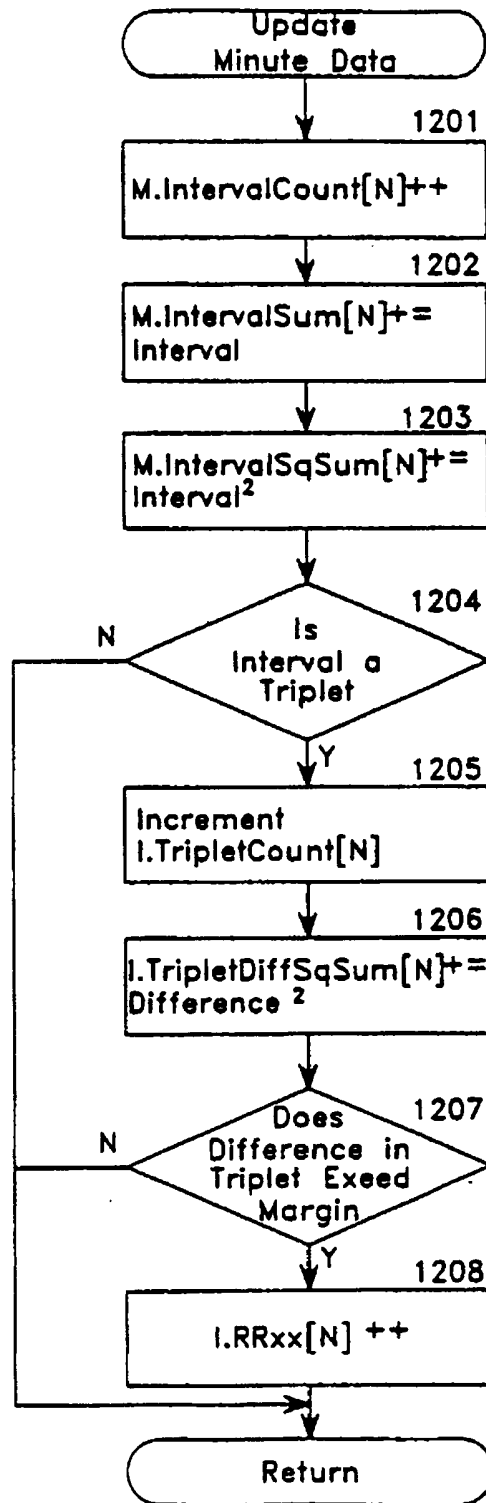 Update
Minute Data
1201
M.IntervalCount[N]++
1202
M.IntervalSum[N]+=
Interval
1203
M.IntervalSqSum[N]+=
Interval²
1204
N
Is
Interval a
Triplet
Y
1205
Increment
I.TripletCount[N]
1206
I.TripletDiffSqSum[N]+=
Difference ²
1207
N
Does
Difference in
Triplet Exeed
Margin
Y
1208
I.RRxx[N] ++
Return